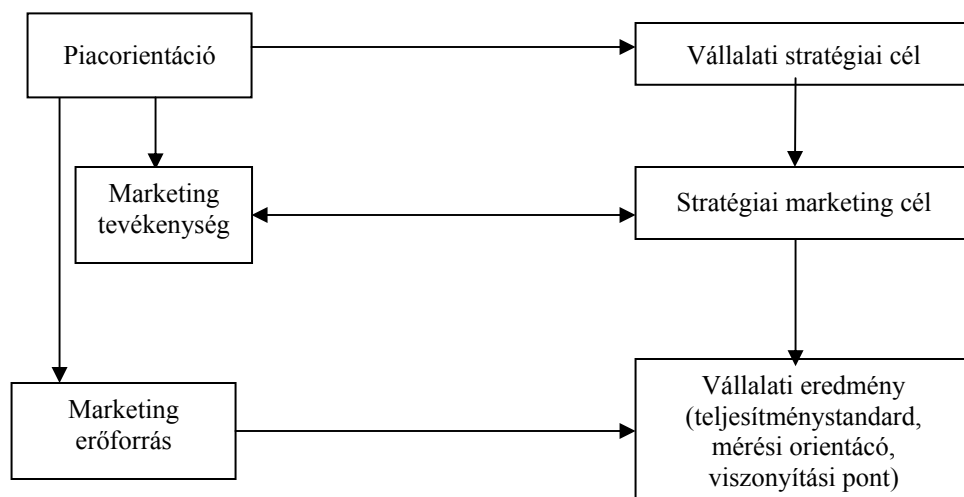 Piacorientáció
Vállalati stratégiai cél
Marketing
tevékenység
Stratégiai marketing cél
Marketing
erőforrás
Vállalati eredmény
(teljesítménystandard,
mérési orientácó,
viszonyítási pont)